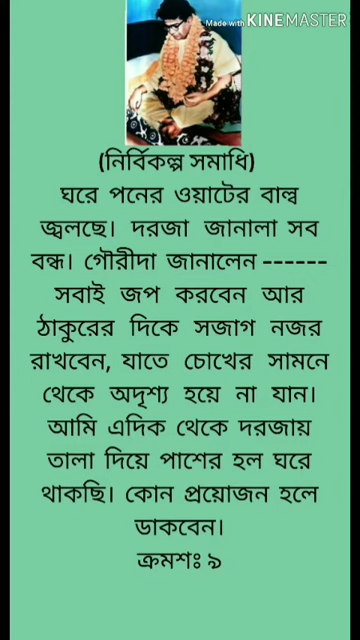 Made with KINEMASTER
(নির্বিকল্প সমাধি)
ঘরে পনের ওয়াটের বাল্ব
জ্বলছে। দরজা জানালা সব
বন্ধ। গৌরীদা জানালেন ------
সবাই জপ করবেন আর
ঠাকুরের দিকে সজাগ নজর
রাখবেন, যাতে চোখের সামনে
থেকে অদৃশ্য হয়ে না যান।
আমি এদিক থেকে দরজায়
তালা দিয়ে পাশের হল ঘরে
থাকছি। কোন প্রয়োজন হলে
ডাকবেন।
ক্রমশঃ ৯